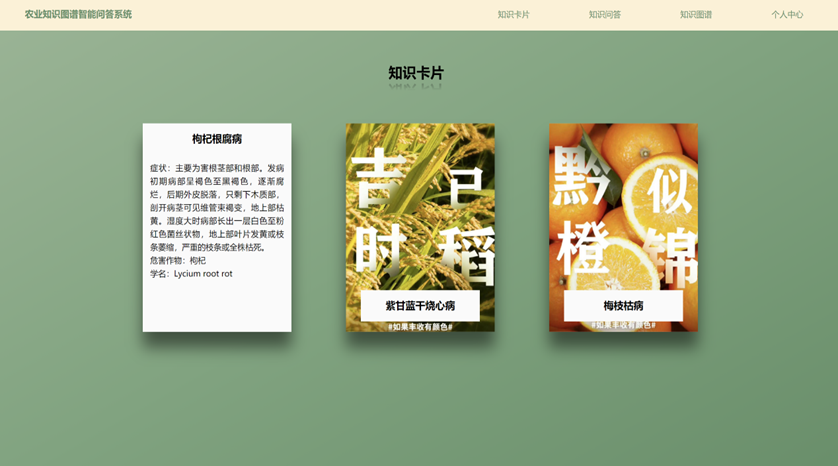 农业知识图谱智能问答系统
知识卡片
知识问答
知识图谱
个人中心
知识卡片
枸杞根腐病
症状：主要为害根茎部和根部。发病
初期病部呈褐色至黑褐色，逐渐腐
烂，后期外皮脱落，只剩下木质部，
剖开病茎可见维管束褐变，地上部枯
黄。湿度大时病部长出一层白色至粉
红色菌丝状物，地上部叶片发黄或枝
条萎缩，严重的枝条或全株枯死。
危害作物：枸杞
学名：Lycium root rot
吉时已稻
紫甘蓝干烧心病
#如果丰收有颜色#
黔橙似锦
梅枝枯病
#如果丰收有颜色#